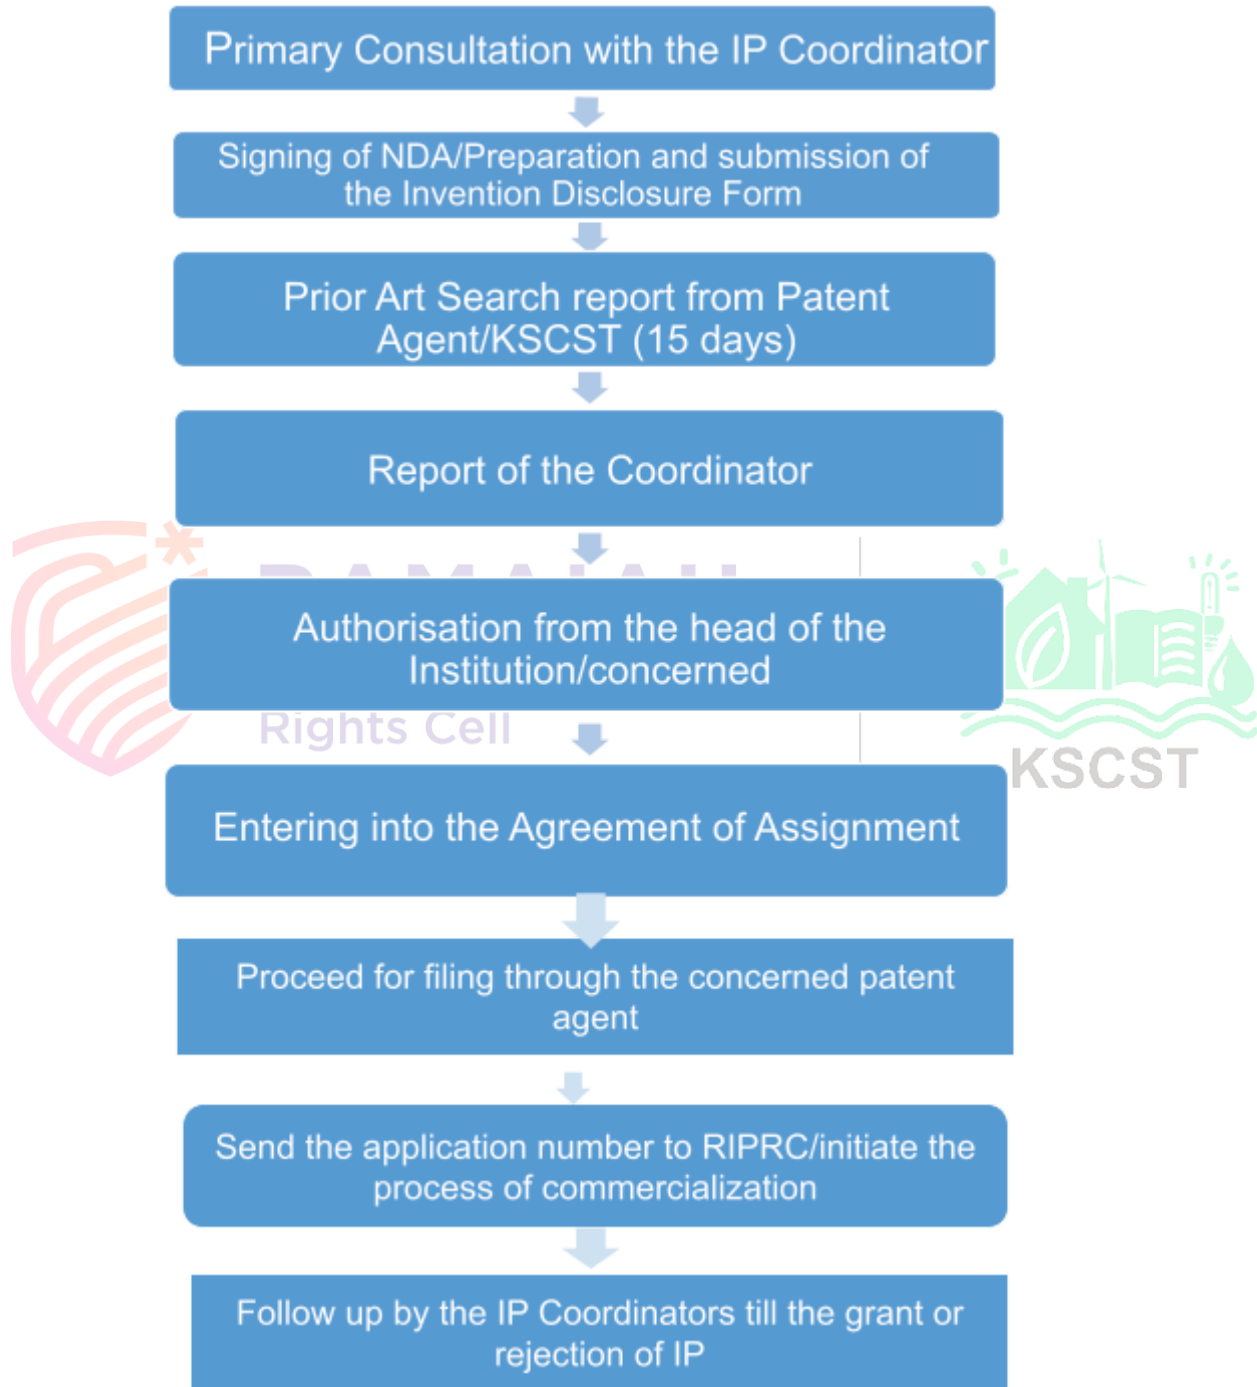 Primary Consultation with the IP Coordinator
Signing of NDA/Preparation and submission of
the Invention Disclosure Form
Prior Art Search report from Patent
Agent/KSCST (15 days)
Report of the Coordinator
Authorisation from the head of the
Institution/concerned
Rights Cell
KSCST
Entering into the Agreement of Assignment
Proceed for filing through the concerned patent
agent
Send the application number to RIPRC/initiate the
process of commercialization
Follow up by the IP Coordinators till the grant or
rejection of IP